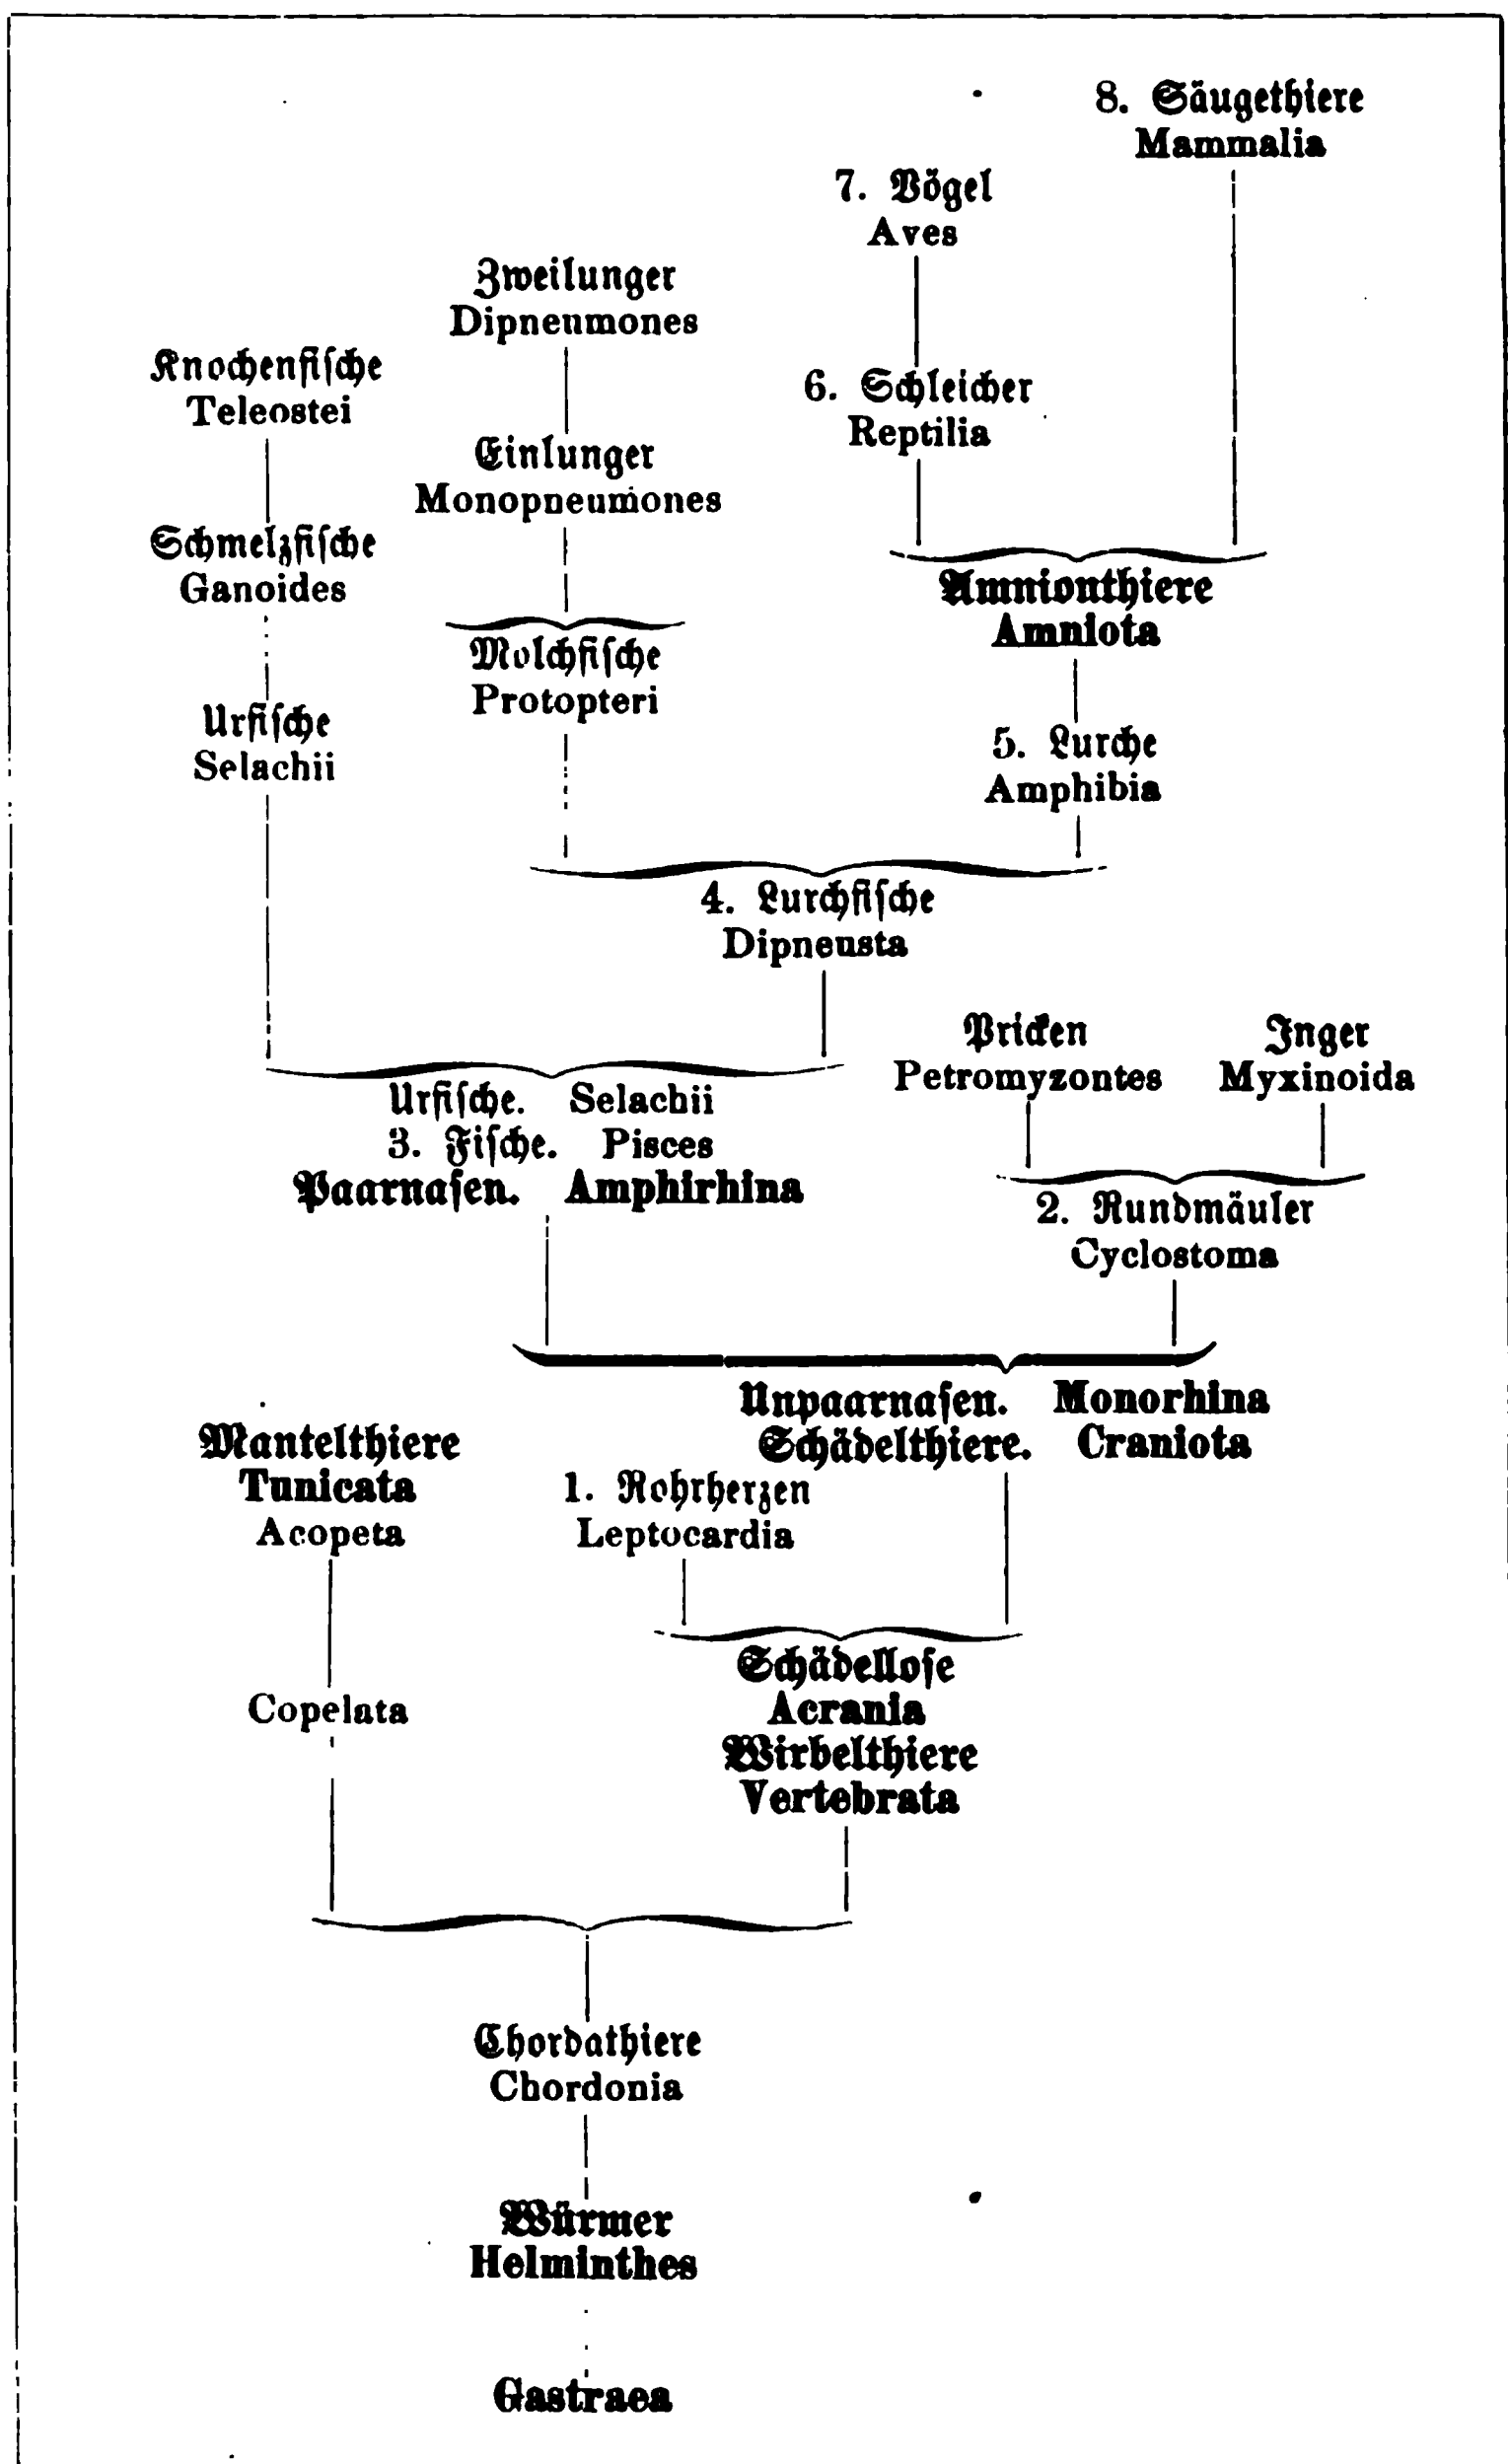 8. Säugethiere
Mammalia
7. Vögel
Aves
Zweilunger
Dipneumones
Knochenfiſche
Teleostei
6. Schleicher
Reptilia
Einlunger
Monopneumones
Schmelzfiſche
Ganoides
Amnionthiere
Amniota
Molchfiſche
Protopteri
Urfiſche
Selachii
5. Lurche
Amphibia
4. Lurchfiſche
Dipneusta
Pricken
Petromyzontes
Inger
Myxinoida
Urfiſche. Selachii
3. Fiſche. Pisces
Paarnaſen. Amphirhina
2. Rundmäuler
Cyclostoma
Unpaarnaſen. Monorhina
Schädelthiere. Craniota
Mantelthiere
Tunicata
Acopeta
1. Rohrherzen
Leptocardia
Schädelloſe
Acrania
Wirbelthiere
Vertebrata
Copelata
Chordathiere
Chordonia
Würmer
Helminthes
Gastraea